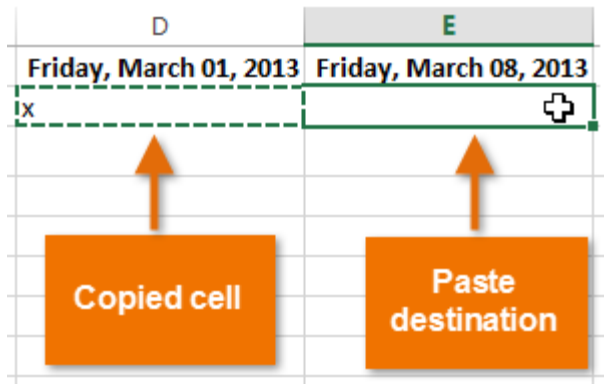 D E
Friday, March 01, 2013 Friday, March 08, 2013
x
Copied cell
Paste
destination